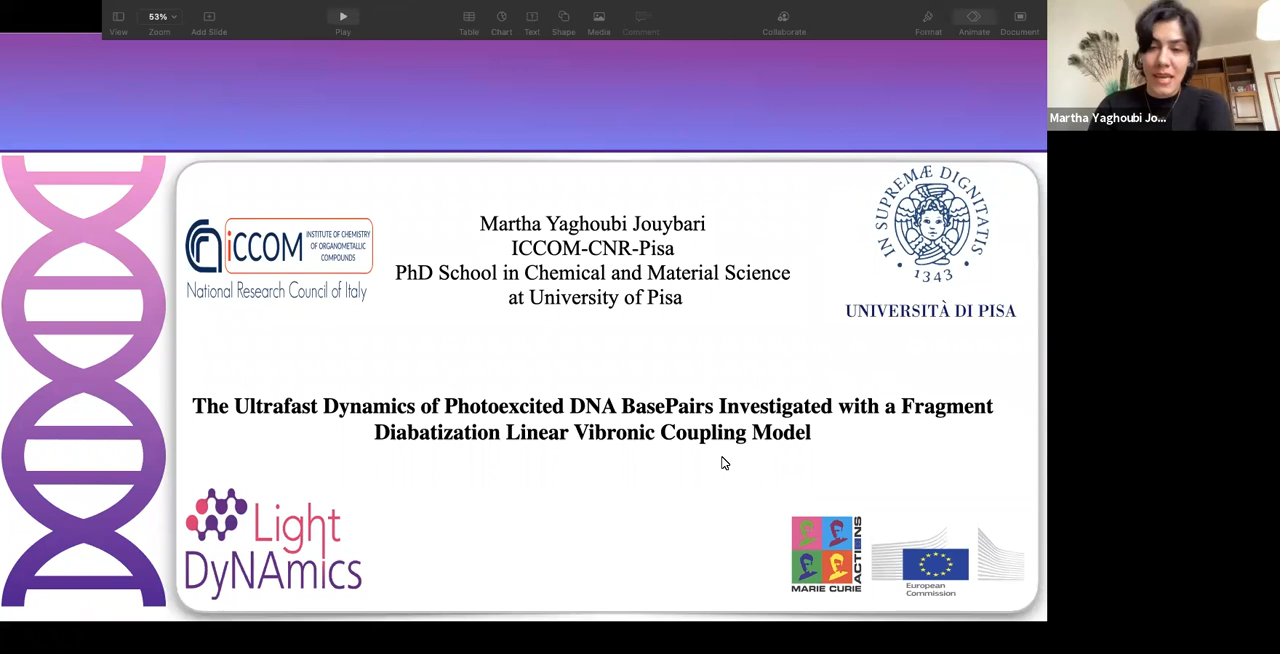 53%
View
Zoom
Add Slide
Play
Table
Chart
Text
Shape
Media
Comment
Collaborate
Format
Animate
Document
Martha Yaghoubi Jo...
IN SUPREMÆ DIGNITATIS
• 1343 •
UNIVERSITÀ DI PISA
iCCOM
INSTITUTE OF CHEMISTRY
OF ORGANOMETALLIC
COMPOUNDS
National Research Council of Italy
Martha Yaghoubi Jouybari
ICCOM-CNR-Pisa
PhD School in Chemical and Material Science
at University of Pisa
The Ultrafast Dynamics of Photoexcited DNA BasePairs Investigated with a Fragment
Diabatization Linear Vibronic Coupling Model
Light
DyNAmics
MARIE CURIE
ACTIONS
European
Commission